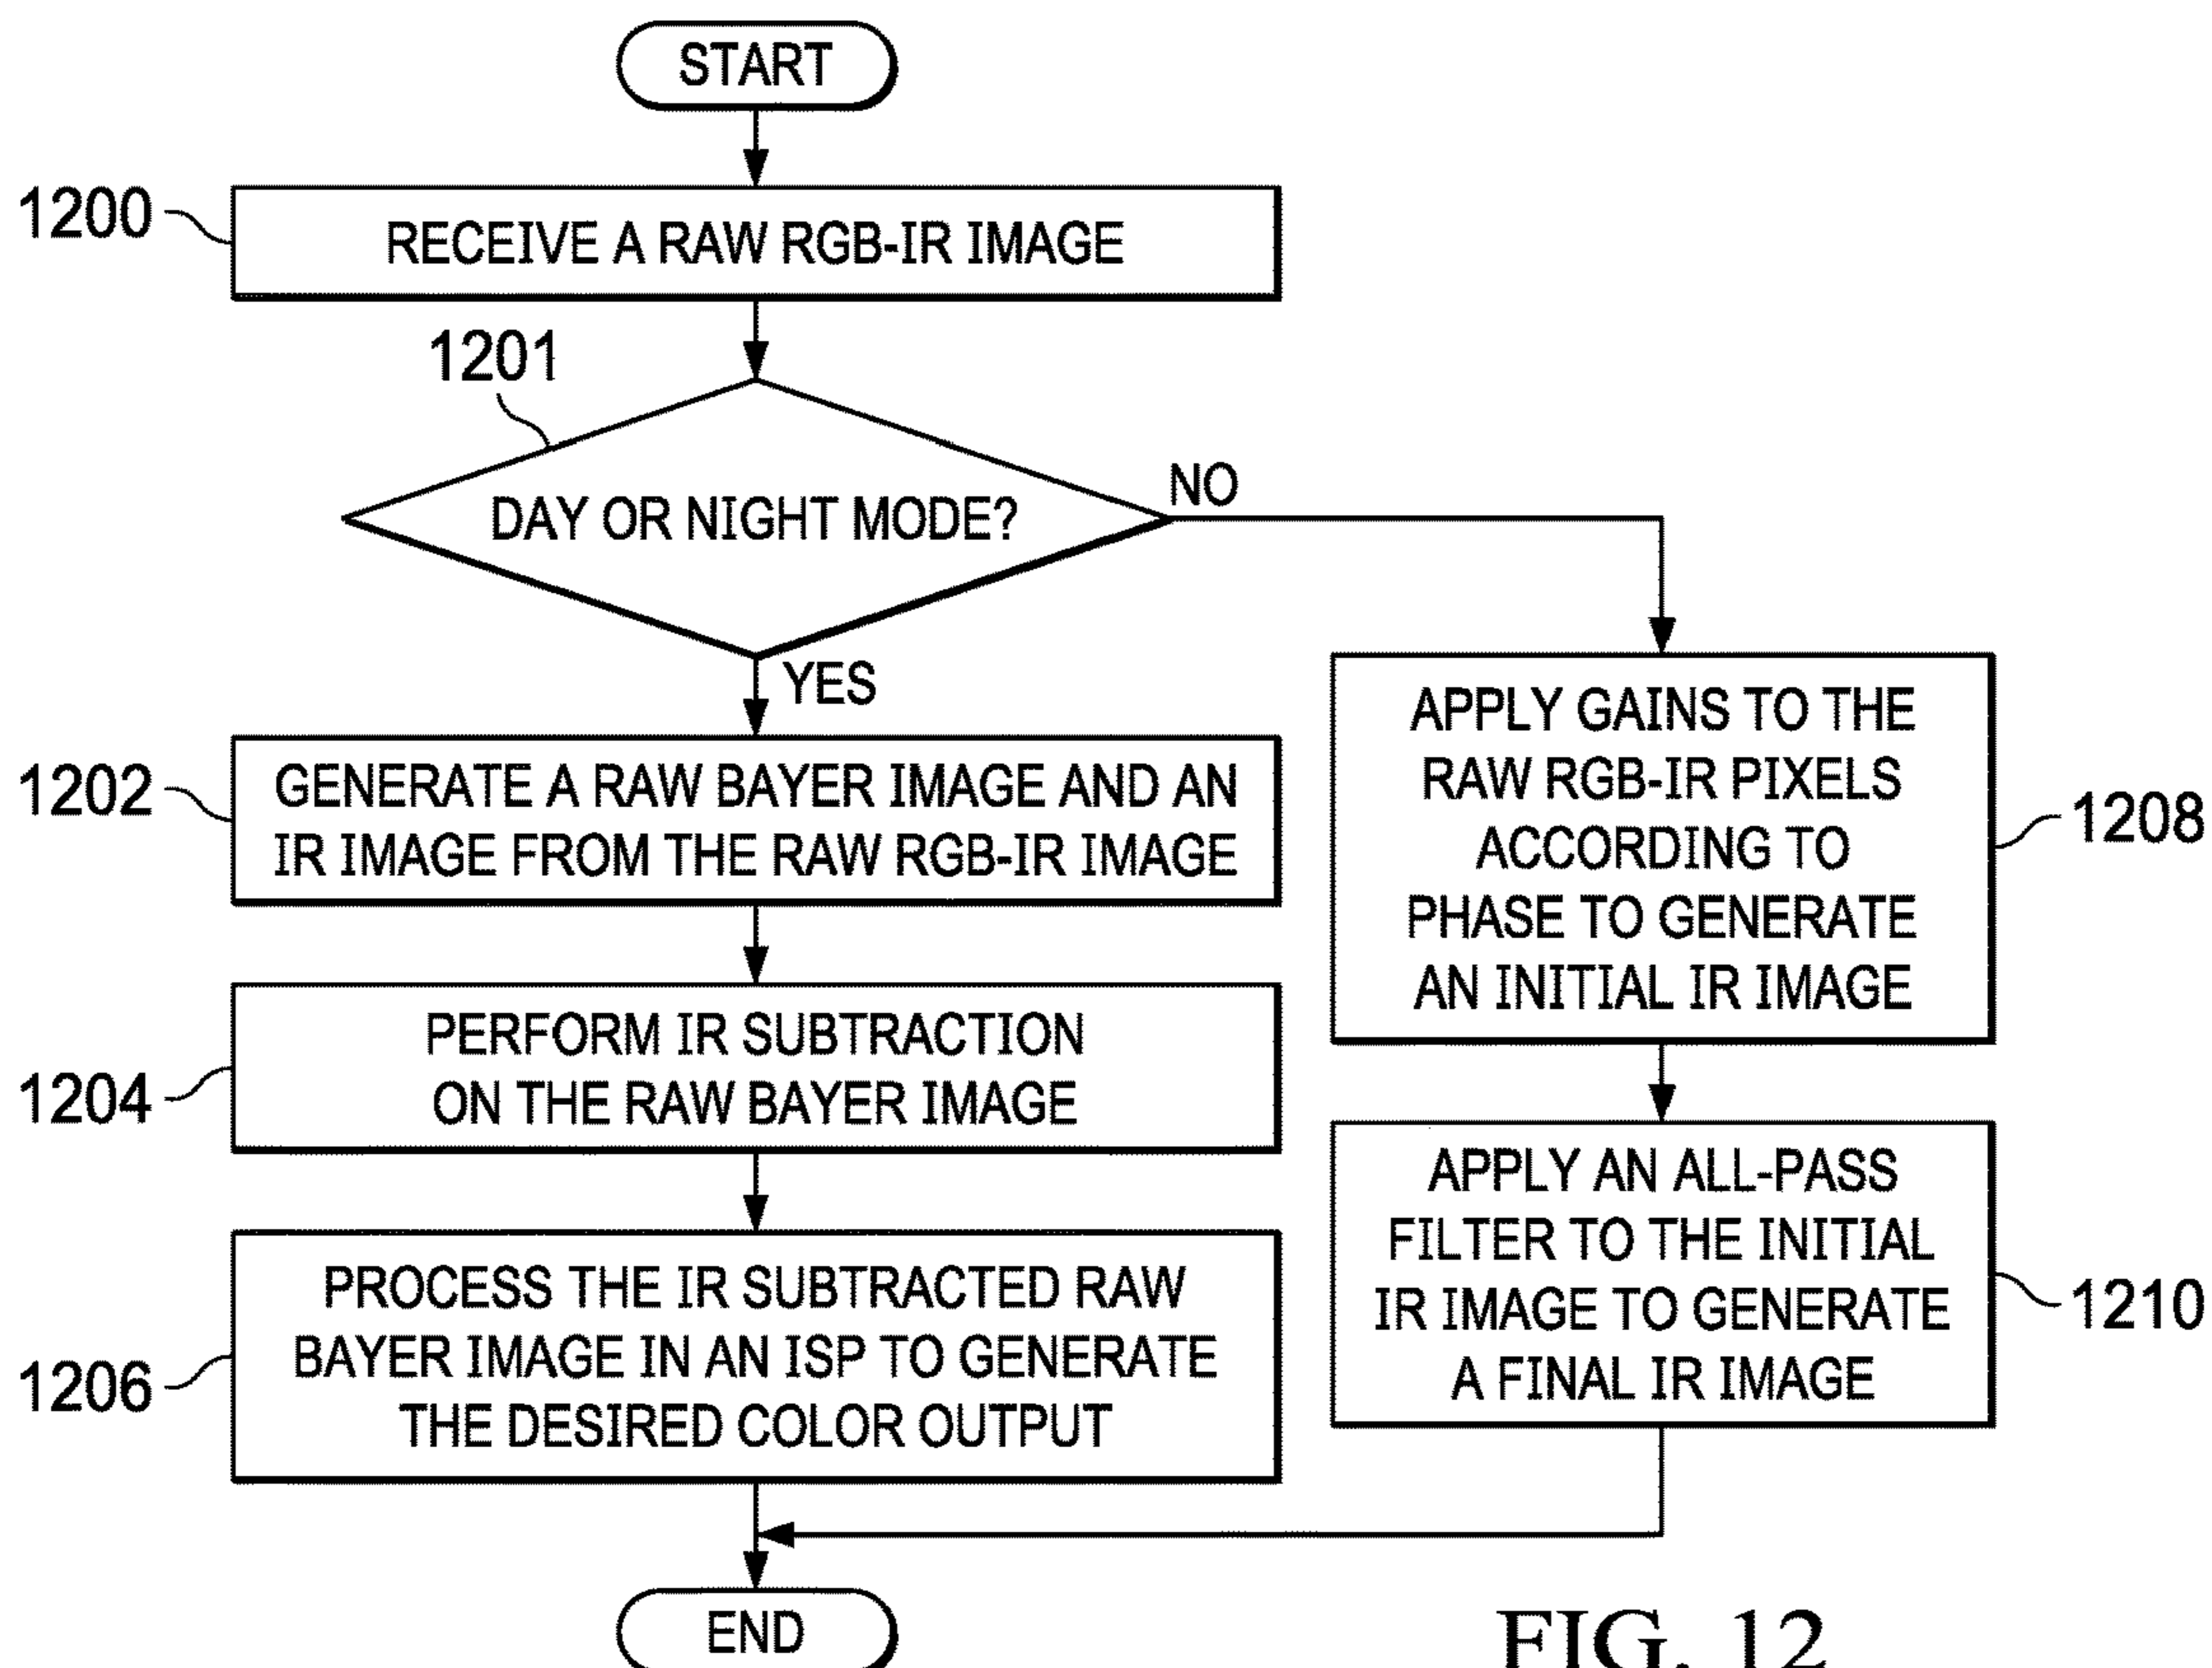 START
1200
RECEIVE A RAW RGB-IR IMAGE
1201
DAY OR NIGHT MODE?
NO
YES
1202
GENERATE A RAW BAYER IMAGE AND AN
IR IMAGE FROM THE RAW RGB-IR IMAGE
1204
PERFORM IR SUBTRACTION
ON THE RAW BAYER IMAGE
1206
PROCESS THE IR SUBTRACTED RAW
BAYER IMAGE IN AN ISP TO GENERATE
THE DESIRED COLOR OUTPUT
APPLY GAINS TO THE
RAW RGB-IR PIXELS
ACCORDING TO
PHASE TO GENERATE
AN INITIAL IR IMAGE
1208
APPLY AN ALL-PASS
FILTER TO THE INITIAL
IR IMAGE TO GENERATE
A FINAL IR IMAGE
1210
END
FIG. 12